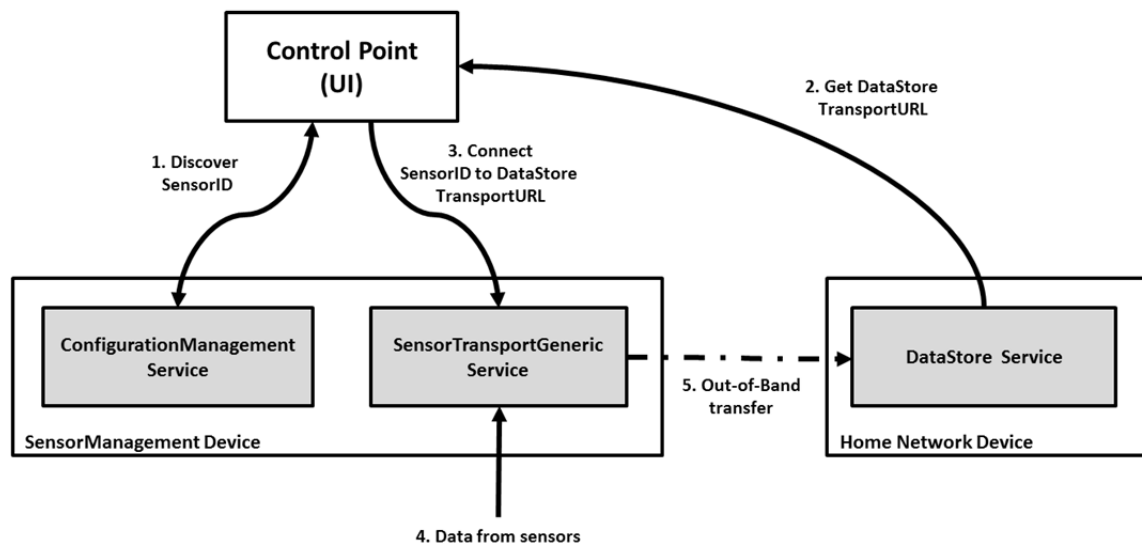 Control Point
(UI)
2. Get DataStore
TransportURL
1. Discover
SensorID
3. Connect
SensorID to DataStore
TransportURL
ConfigurationManagement
Service
SensorTransportGeneric
Service
DataStore Service
5. Out-of-Band
transfer
SensorManagement Device
Home Network Device
4. Data from sensors